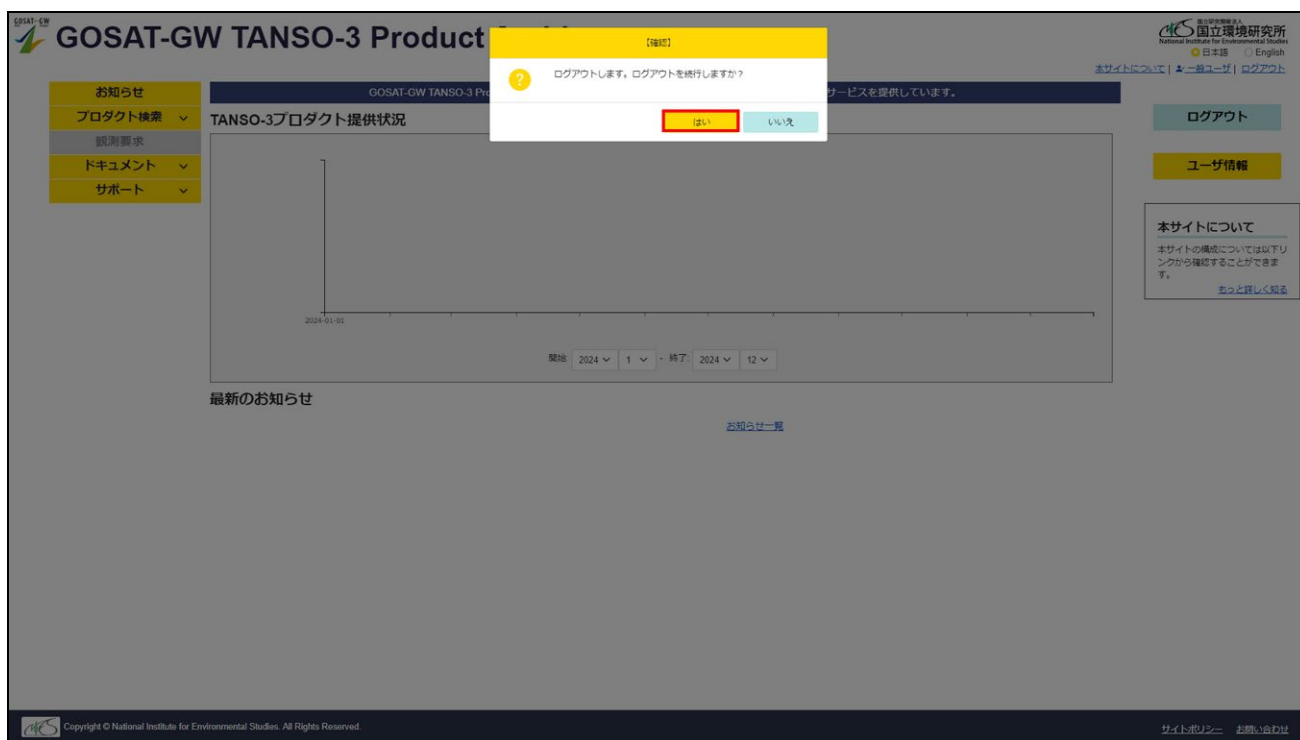 GOSAT-GW
GOSAT-GW TANSO-3 Product
国立研究開発法人
国立環境研究所
National Institute for Environmental Studies
日本語 English
本サイトについて | 一般ユーザ | ログアウト
【確認】
ログアウトします。ログアウトを続行しますか?
はい いいえ
お知らせ
プロダクト検索
観測要求
ドキュメント
サポート
GOSAT-GW TANSO-3 Pro
サービスを提供しています。
TANSO-3プロダクト提供状況
2024-01-01
開始: 2024 1 - 終了: 2024 12
最新のお知らせ
お知らせ一覧
ログアウト
ユーザ情報
本サイトについて
本サイトの構成については以下リ
ンクから確認することができま
す。
もっと詳しく知る
Copyright © National Institute for Environmental Studies. All Rights Reserved.
サイトポリシー お問い合わせ